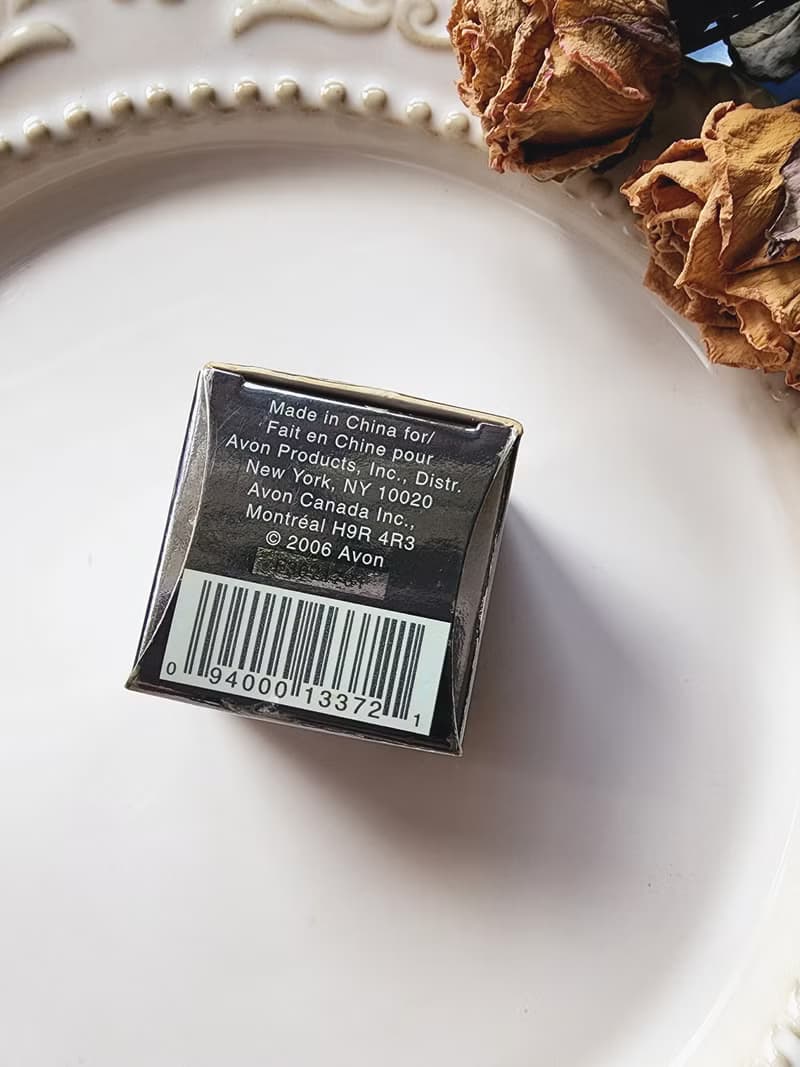 Made in China for/
Fait en Chine pour
Avon Products, Inc., Distr.
New York, NY 10020
Avon Canada Inc.,
Montréal H9R 4R3
© 2006 Avon
0 94000 13372 1